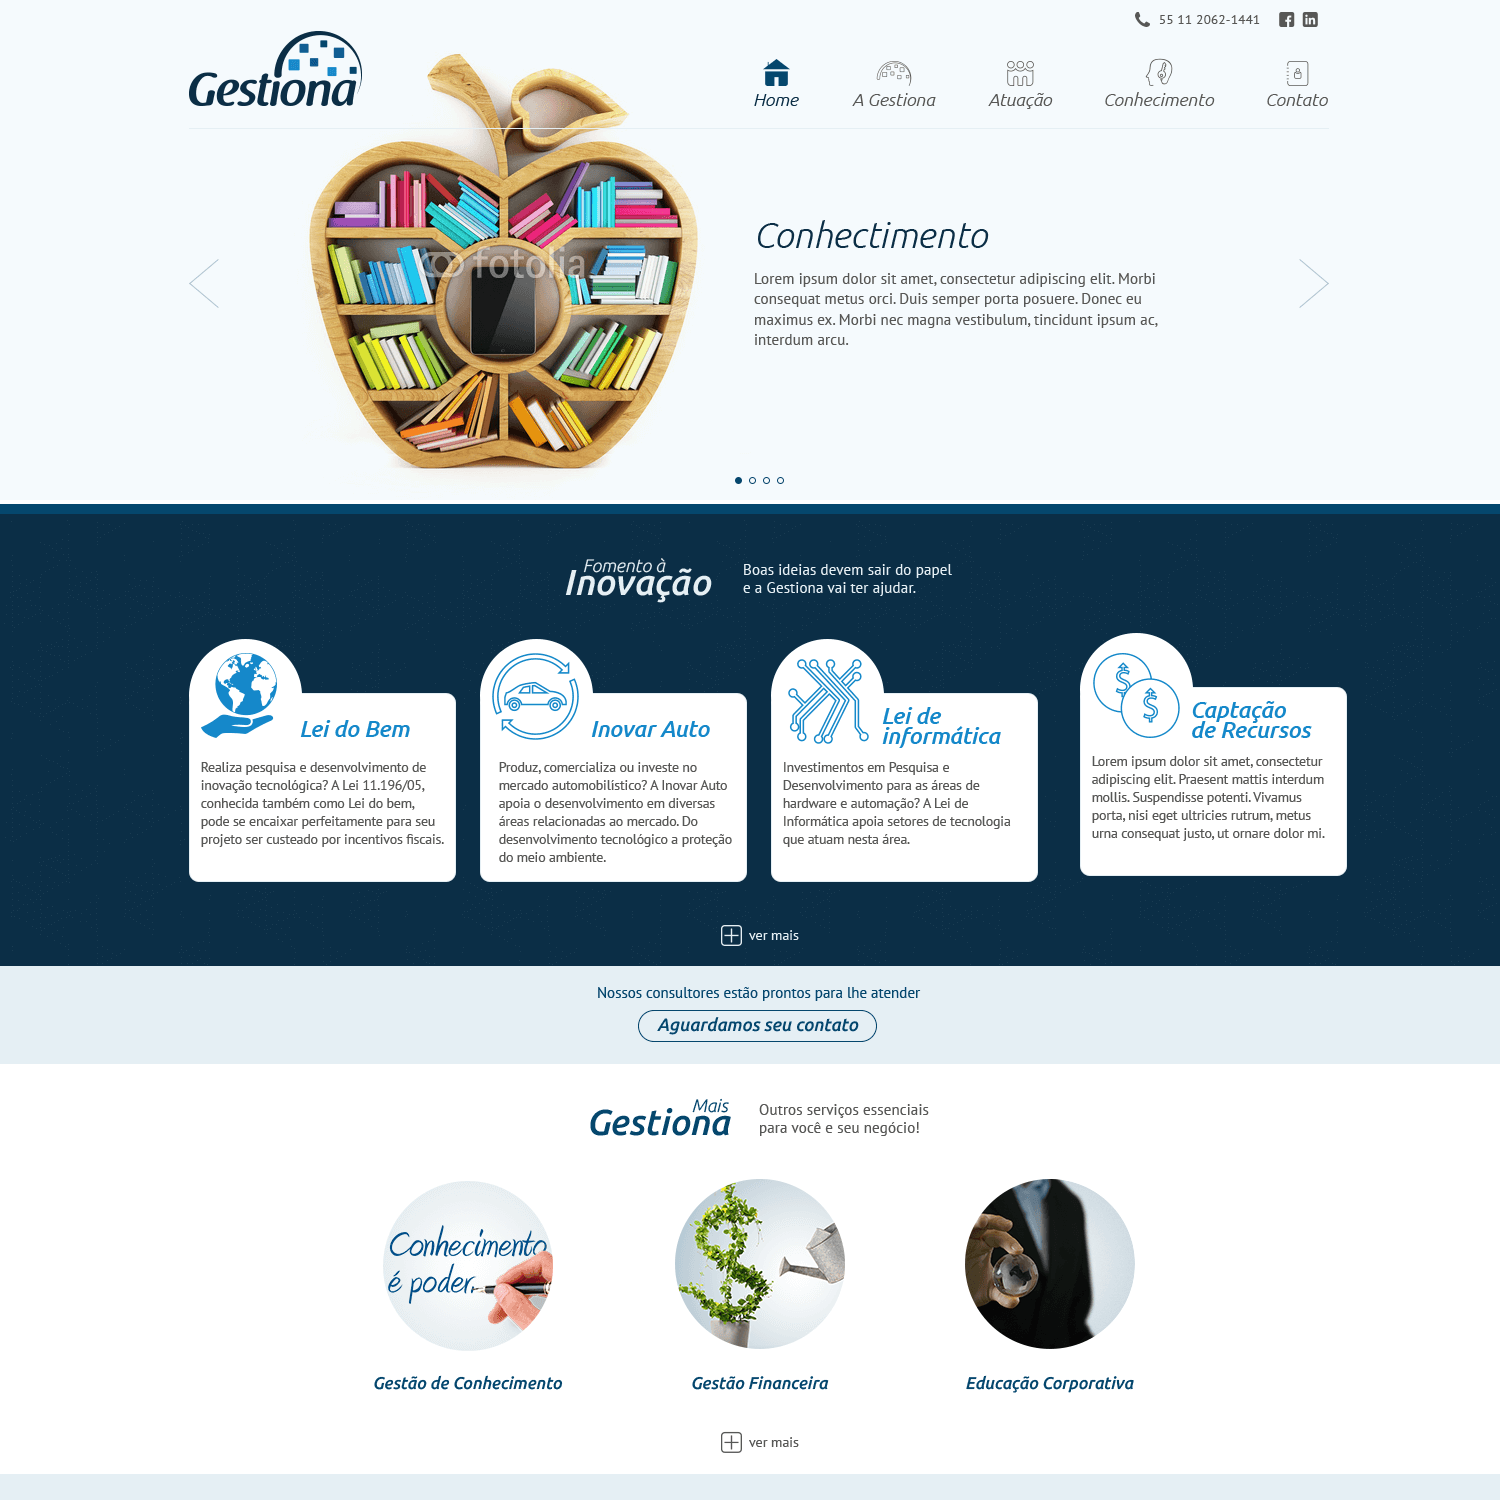 55 11 2062-1441
Gestiona
Home
A Gestiona
Atuação
Conhecimento
Contato
fotolia
Conhectimento
Lorem ipsum dolor sit amet, consectetur adipiscing elit. Morbi
consequat metus orci. Duis semper porta posuere. Donec eu
maximus ex. Morbi nec magna vestibulum, tincidunt ipsum ac,
interdum arcu.
Fomento à
Inovação
Boas ideias devem sair do papel
e a Gestiona vai ter ajudar.
Lei do Bem
Realiza pesquisa e desenvolvimento de
inovação tecnológica? A Lei 11.196/05,
conhecida também como Lei do bem,
pode se encaixar perfeitamente para seu
projeto ser custeado por incentivos fiscais.
Inovar Auto
Produz, comercializa ou investe no
mercado automobilístico? A Inovar Auto
apoia o desenvolvimento em diversas
áreas relacionadas ao mercado. Do
desenvolvimento tecnológico a proteção
do meio ambiente.
Lei de
informática
Investimentos em Pesquisa e
Desenvolvimento para as áreas de
hardware e automação? A Lei de
Informática apoia setores de tecnologia
que atuam nesta área.
Captação
de Recursos
Lorem ipsum dolor sit amet, consectetur
adipiscing elit. Praesent mattis interdum
mollis. Suspendisse potenti. Vivamus
porta, nisi eget ultricies rutrum, metus
urna consequat justo, ut ornare dolor mi.
ver mais
Nossos consultores estão prontos para lhe atender
Aguardamos seu contato
Mais
Gestiona
Outros serviços essenciais
para você e seu negócio!
Conhecimento
é poder.
Gestão de Conhecimento
Gestão Financeira
Educação Corporativa
ver mais